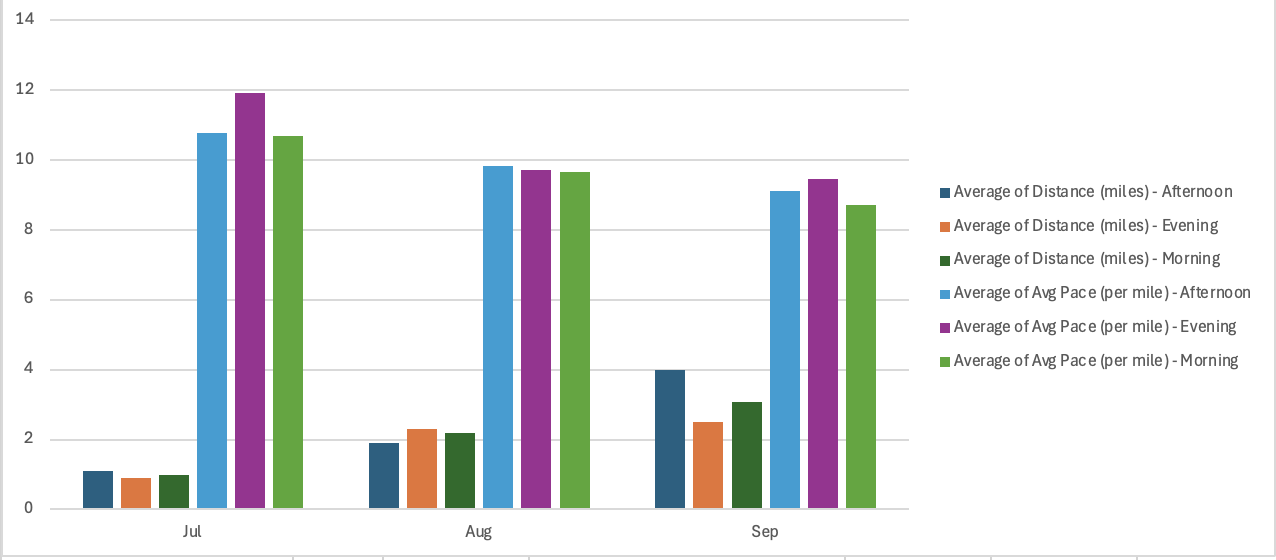 14
12
10
8
6
4
2
0
Jul Aug Sep
Average of Distance (miles) - Afternoon
Average of Distance (miles) - Evening
Average of Distance (miles) - Morning
Average of Avg Pace (per mile) - Afternoon
Average of Avg Pace (per mile) - Evening
Average of Avg Pace (per mile) - Morning